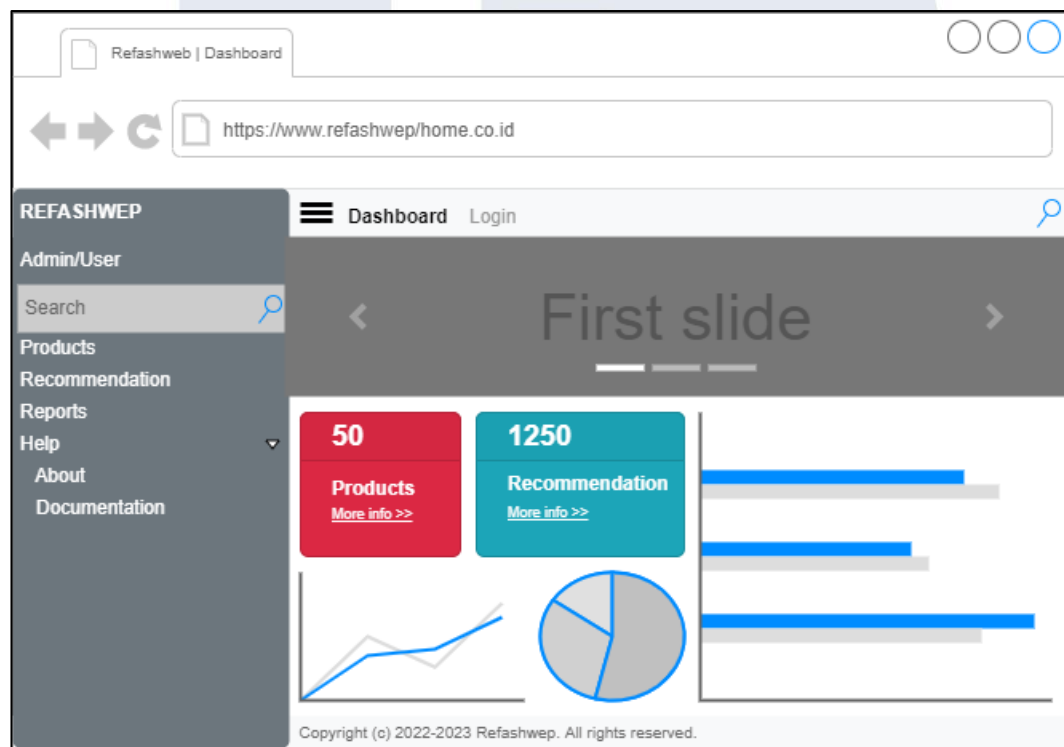 Refashweb | Dashboard
https://www.refashwep/home.co.id
REFASHWEP
Admin/User
Search
Products
Recommendation
Reports
Help
About
Documentation
Dashboard Login
First slide
50
Products
More info >>
1250
Recommendation
More info >>
Copyright (c) 2022-2023 Refashwep. All rights reserved.